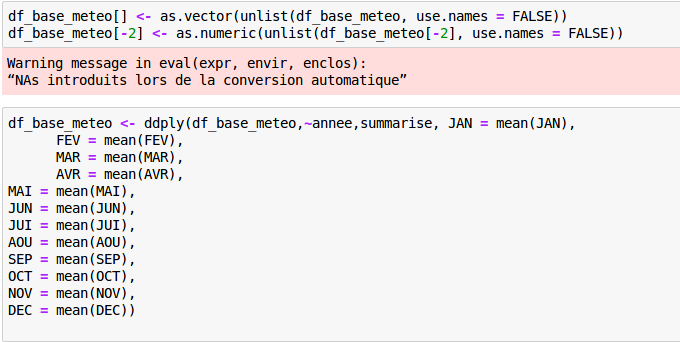 df_base_meteo[] <- as.vector(unlist(df_base_meteo, use.names = FALSE))
df_base_meteo[-2] <- as.numeric(unlist(df_base_meteo[-2], use.names = FALSE))
Warning message in eval(expr, envir, enclos):
“NAs introduits lors de la conversion automatique”
df_base_meteo <- ddply(df_base_meteo,~annee,summarise, JAN = mean(JAN),
      FEV = mean(FEV),
      MAR = mean(MAR),
      AVR = mean(AVR),
MAI = mean(MAI),
JUN = mean(JUN),
JUI = mean(JUI),
AOU = mean(AOU),
SEP = mean(SEP),
OCT = mean(OCT),
NOV = mean(NOV),
DEC = mean(DEC))